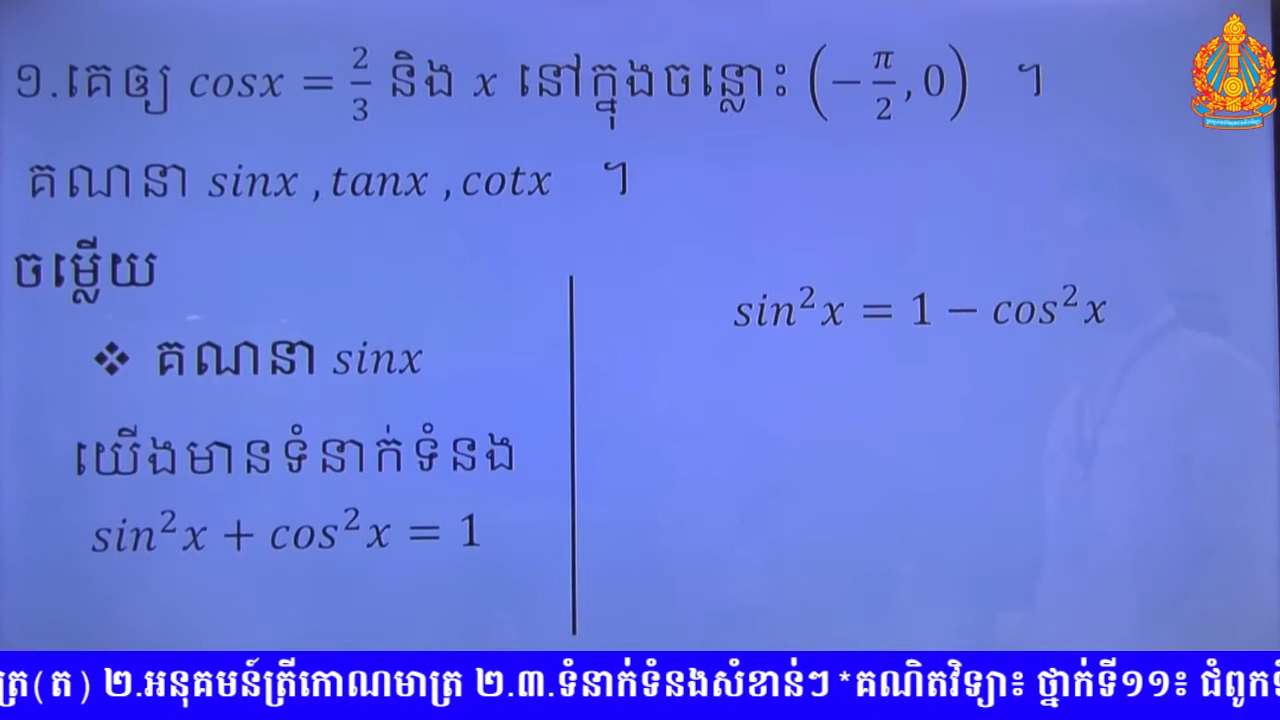 ១.គេឲ្យ cosx = 2/3 និង x នៅក្នុងចន្លោះ (−π/2, 0) ។
គណនា sinx , tanx , cotx ។
ចម្លើយ
❖ គណនា sinx
យើងមានទំនាក់ទំនង
sin²x + cos²x = 1
sin²x = 1 − cos²x
ត្រ(ត) ២.អនុគមន៍ត្រីកោណមាត្រ ២.៣.ទំនាក់ទំនងសំខាន់ៗ *គណិតវិទ្យា៖ ថ្នាក់ទី១១៖ ជំពូកទី